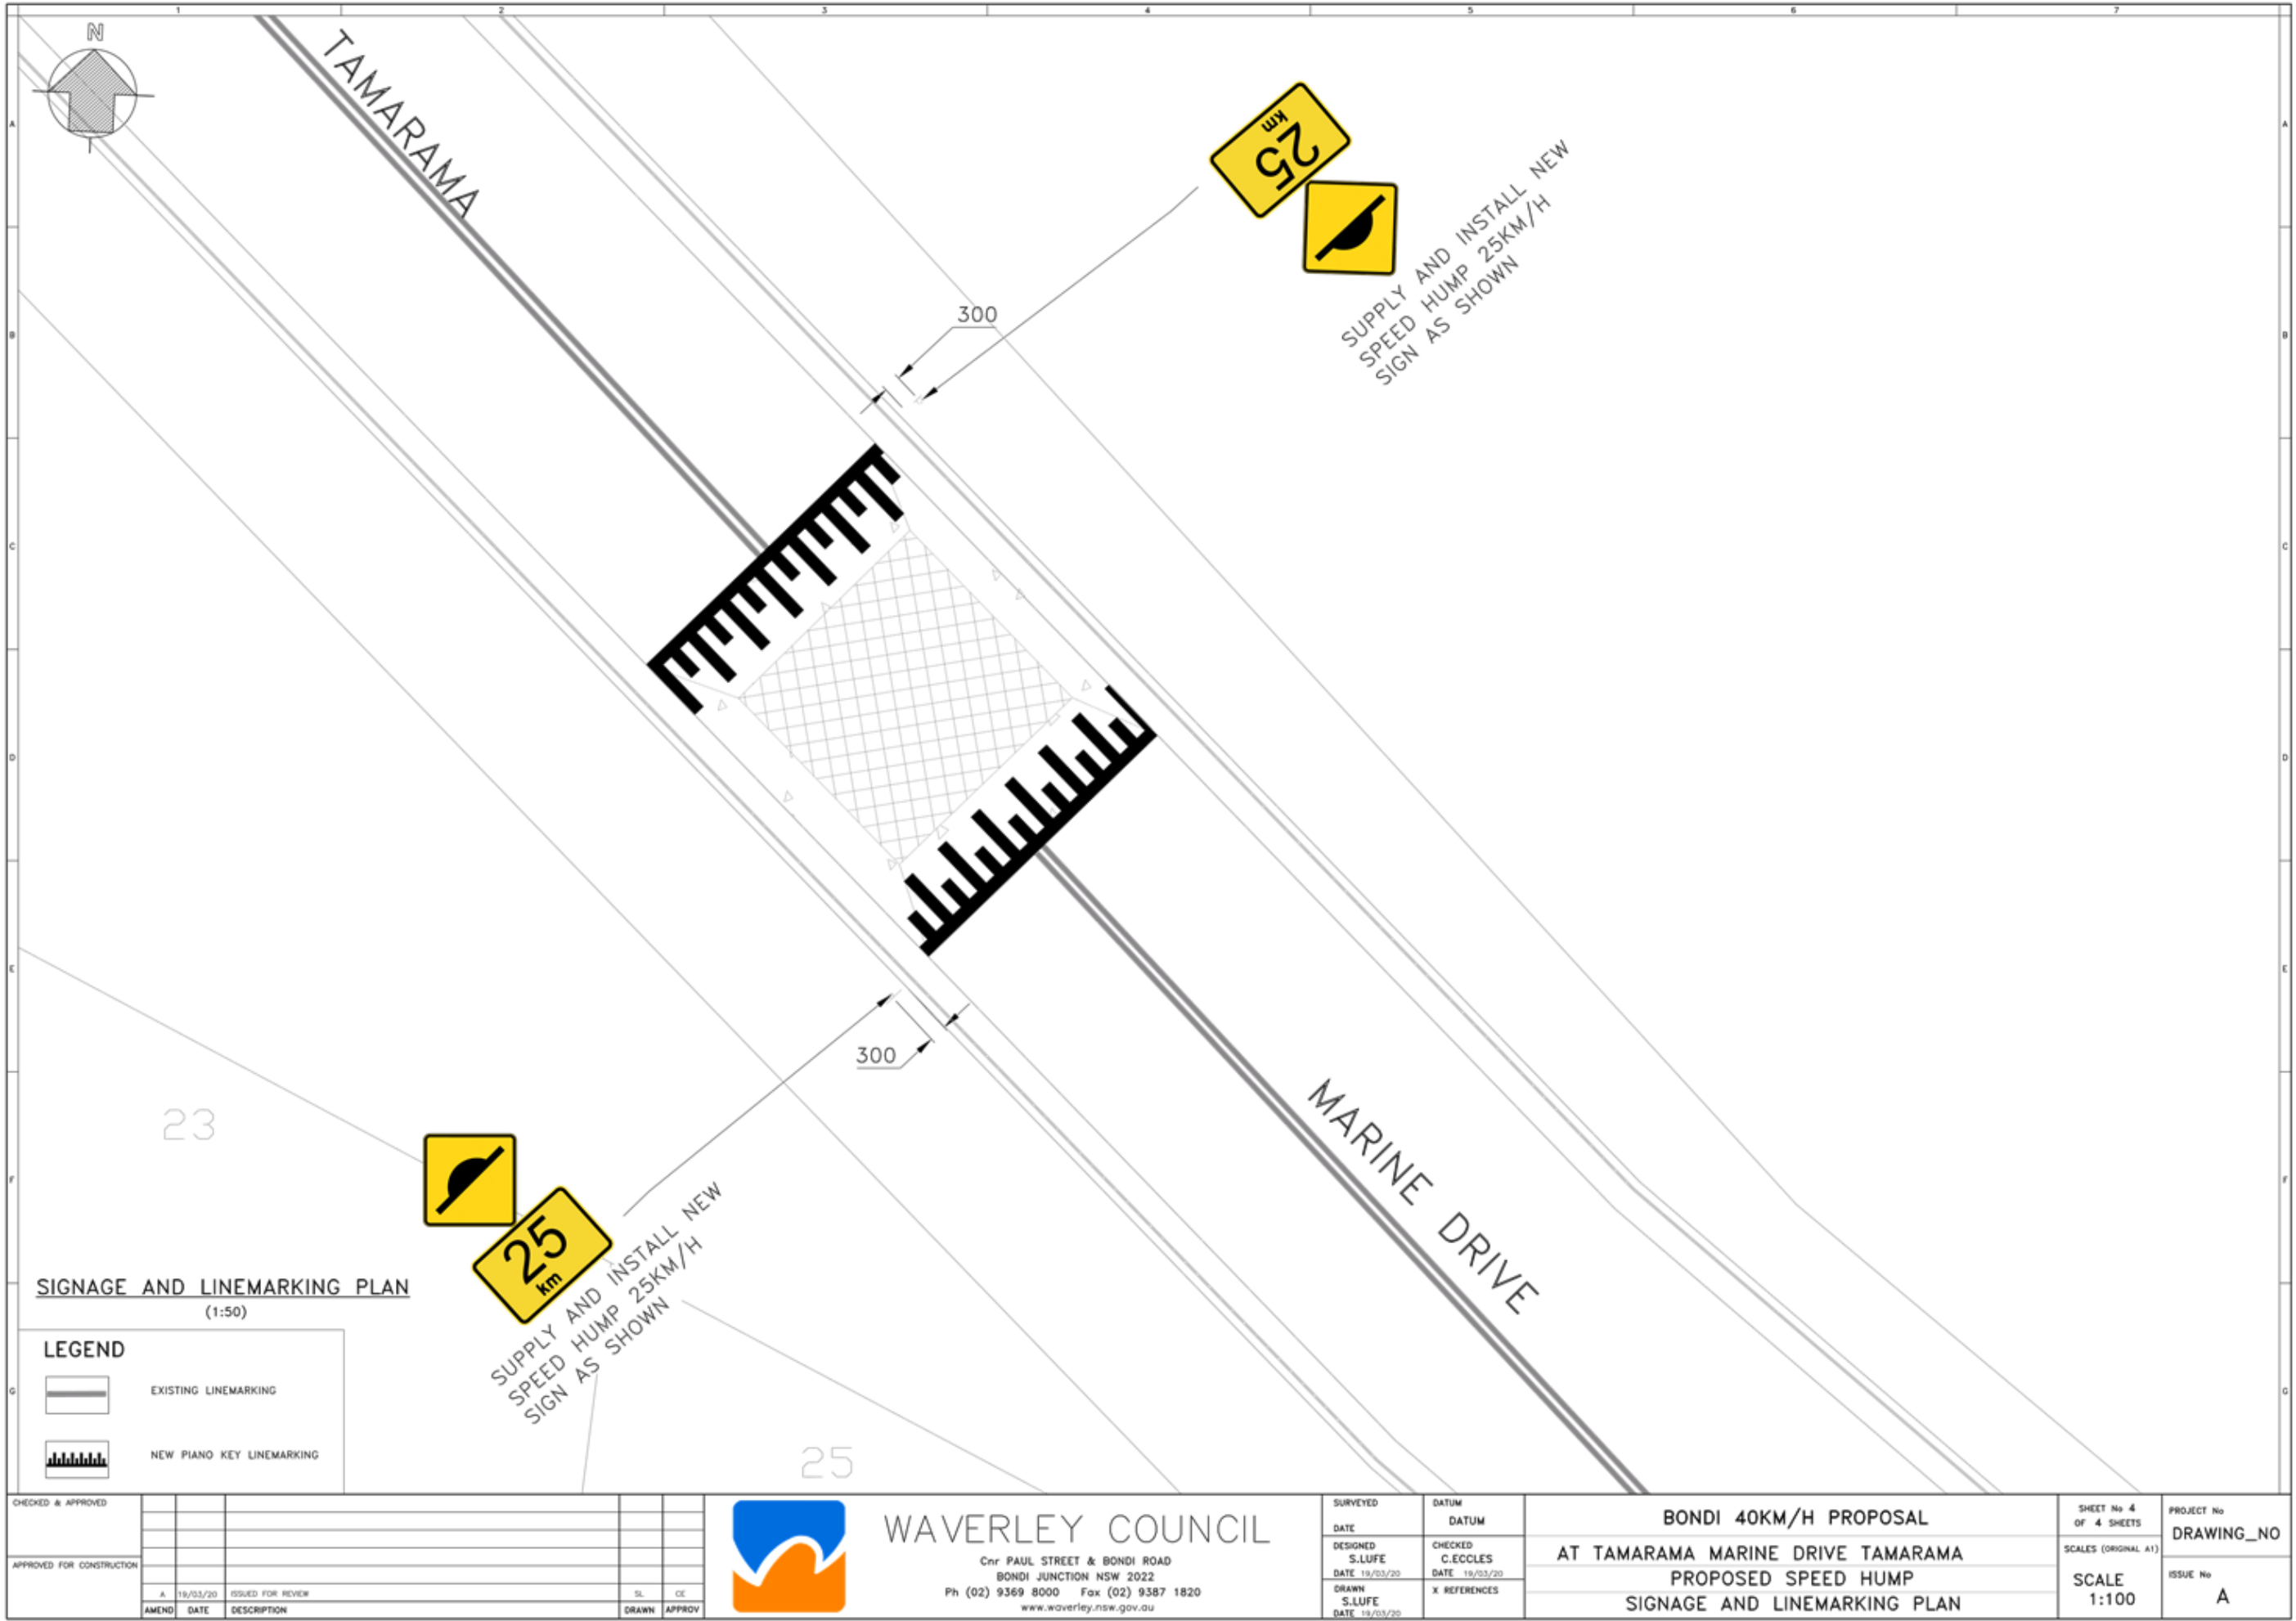 1 2 3 4 5 6 7
A A
B B
C C
D D
E E
F F
G G
N
TAMARAMA
25
km
SUPPLY AND INSTALL NEW
SPEED HUMP 25KM/H
SIGN AS SHOWN
300
300
23
25
km
SUPPLY AND INSTALL NEW
SPEED HUMP 25KM/H
SIGN AS SHOWN
25
MARINE DRIVE
SIGNAGE AND LINEMARKING PLAN
(1:50)
LEGEND
EXISTING LINEMARKING
NEW PIANO KEY LINEMARKING
CHECKED & APPROVED
APPROVED FOR CONSTRUCTION
A 19/03/20 ISSUED FOR REVIEW SL CE
AMEND DATE DESCRIPTION DRAWN APPROV
WAVERLEY COUNCIL
Cnr PAUL STREET & BONDI ROAD
BONDI JUNCTION NSW 2022
Ph (02) 9369 8000 Fax (02) 9387 1820
www.waverley.nsw.gov.au
SURVEYED
DATE
DATUM
DATUM
DESIGNED
S.LUFE
DATE 19/03/20
CHECKED
C.ECCLES
DATE 19/03/20
DRAWN
S.LUFE
DATE 19/03/20
X REFERENCES
BONDI 40KM/H PROPOSAL
AT TAMARAMA MARINE DRIVE TAMARAMA
PROPOSED SPEED HUMP
SIGNAGE AND LINEMARKING PLAN
SHEET No 4
OF 4 SHEETS
SCALES (ORIGINAL A1)
SCALE
1:100
PROJECT No
DRAWING_NO
ISSUE No
A